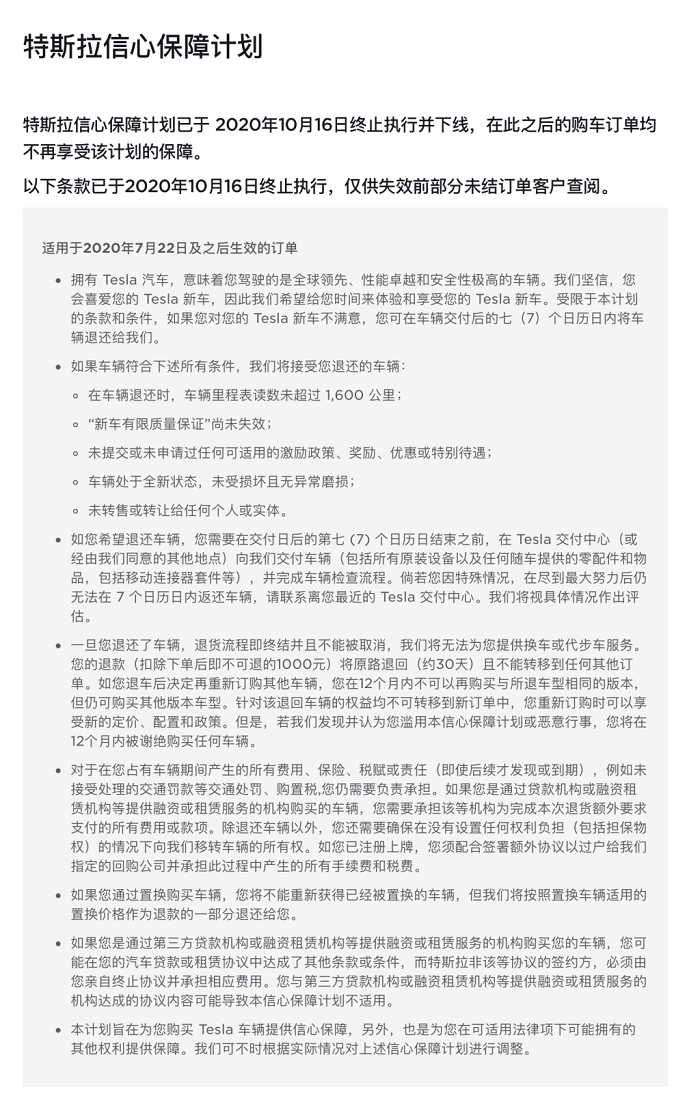 特斯拉信心保障计划
特斯拉信心保障计划已于 2020年10月16日终止执行并下线，在此之后的购车订单均
不再享受该计划的保障。
以下条款已于2020年10月16日终止执行，仅供失效前部分未结订单客户查阅。
适用于2020年7月22日及之后生效的订单
• 拥有 Tesla 汽车，意味着您驾驶的是全球领先、性能卓越和安全性极高的车辆。我们坚信，您
会喜爱您的 Tesla 新车，因此我们希望给您时间来体验和享受您的 Tesla 新车。受限于本计划
的条款和条件，如果您对您的 Tesla 新车不满意，您可在车辆交付后的七（7）个日历日内将车
辆退还给我们。
• 如果车辆符合下述所有条件，我们将接受您退还的车辆：
◦ 在车辆退还时，车辆里程表读数未超过 1,600 公里；
◦ “新车有限质量保证”尚未失效；
◦ 未提交或未申请过任何可适用的激励政策、奖励、优惠或特别待遇；
◦ 车辆处于全新状态，未受损坏且无异常磨损；
◦ 未转售或转让给任何个人或实体。
• 如您希望退还车辆，您需要在交付日后的第七 (7) 个日历日结束之前，在 Tesla 交付中心（或
经由我们同意的其他地点）向我们交付车辆（包括所有原装设备以及任何随车提供的零配件和物
品，包括移动连接器套件等），并完成车辆检查流程。倘若您因特殊情况，在尽到最大努力后仍
无法在 7 个日历日内返还车辆，请联系离您最近的 Tesla 交付中心。我们将视具体情况作出评
估。
• 一旦您退还了车辆，退货流程即终结并且不能被取消，我们将无法为您提供换车或代步车服务。
您的退款（扣除下单后即不可退的1000元）将原路退回（约30天）且不能转移到任何其他订
单。如您退车后决定再重新订购其他车辆，您在12个月内不可以再购买与所退车型相同的版本，
但仍可购买其他版本车型。针对该退回车辆的权益均不可转移到新订单中，您重新订购时可以享
受新的定价、配置和政策。但是，若我们发现并认为您滥用本信心保障计划或恶意行事，您将在
12个月内被谢绝购买任何车辆。
• 对于在您占有车辆期间产生的所有费用、保险、税赋或责任（即使后续才发现或到期），例如未
接受处理的交通罚款等交通处罚、购置税,您仍需要负责承担。如果您是通过贷款机构或融资租
赁机构等提供融资或租赁服务的机构购买的车辆，您需要承担该等机构为完成本次退货额外要求
支付的所有费用或款项。除退还车辆以外，您还需要确保在没有设置任何权利负担（包括担保物
权）的情况下向我们移转车辆的所有权。如您已注册上牌，您须配合签署额外协议以过户给我们
指定的回购公司并承担此过程中产生的所有手续费和税费。
• 如果您通过置换购买车辆，您将不能重新获得已经被置换的车辆，但我们将按照置换车辆适用的
置换价格作为退款的一部分退还给您。
• 如果您是通过第三方贷款机构或融资租赁机构等提供融资或租赁服务的机构购买您的车辆，您可
能在您的汽车贷款或租赁协议中达成了其他条款或条件，而特斯拉非该等协议的签约方，必须由
您亲自终止协议并承担相应费用。您与第三方贷款机构或融资租赁机构等提供融资或租赁服务的
机构达成的协议内容可能导致本信心保障计划不适用。
• 本计划旨在为您购买 Tesla 车辆提供信心保障，另外，也是为您在可适用法律项下可能拥有的
其他权利提供保障。我们可不时根据实际情况对上述信心保障计划进行调整。